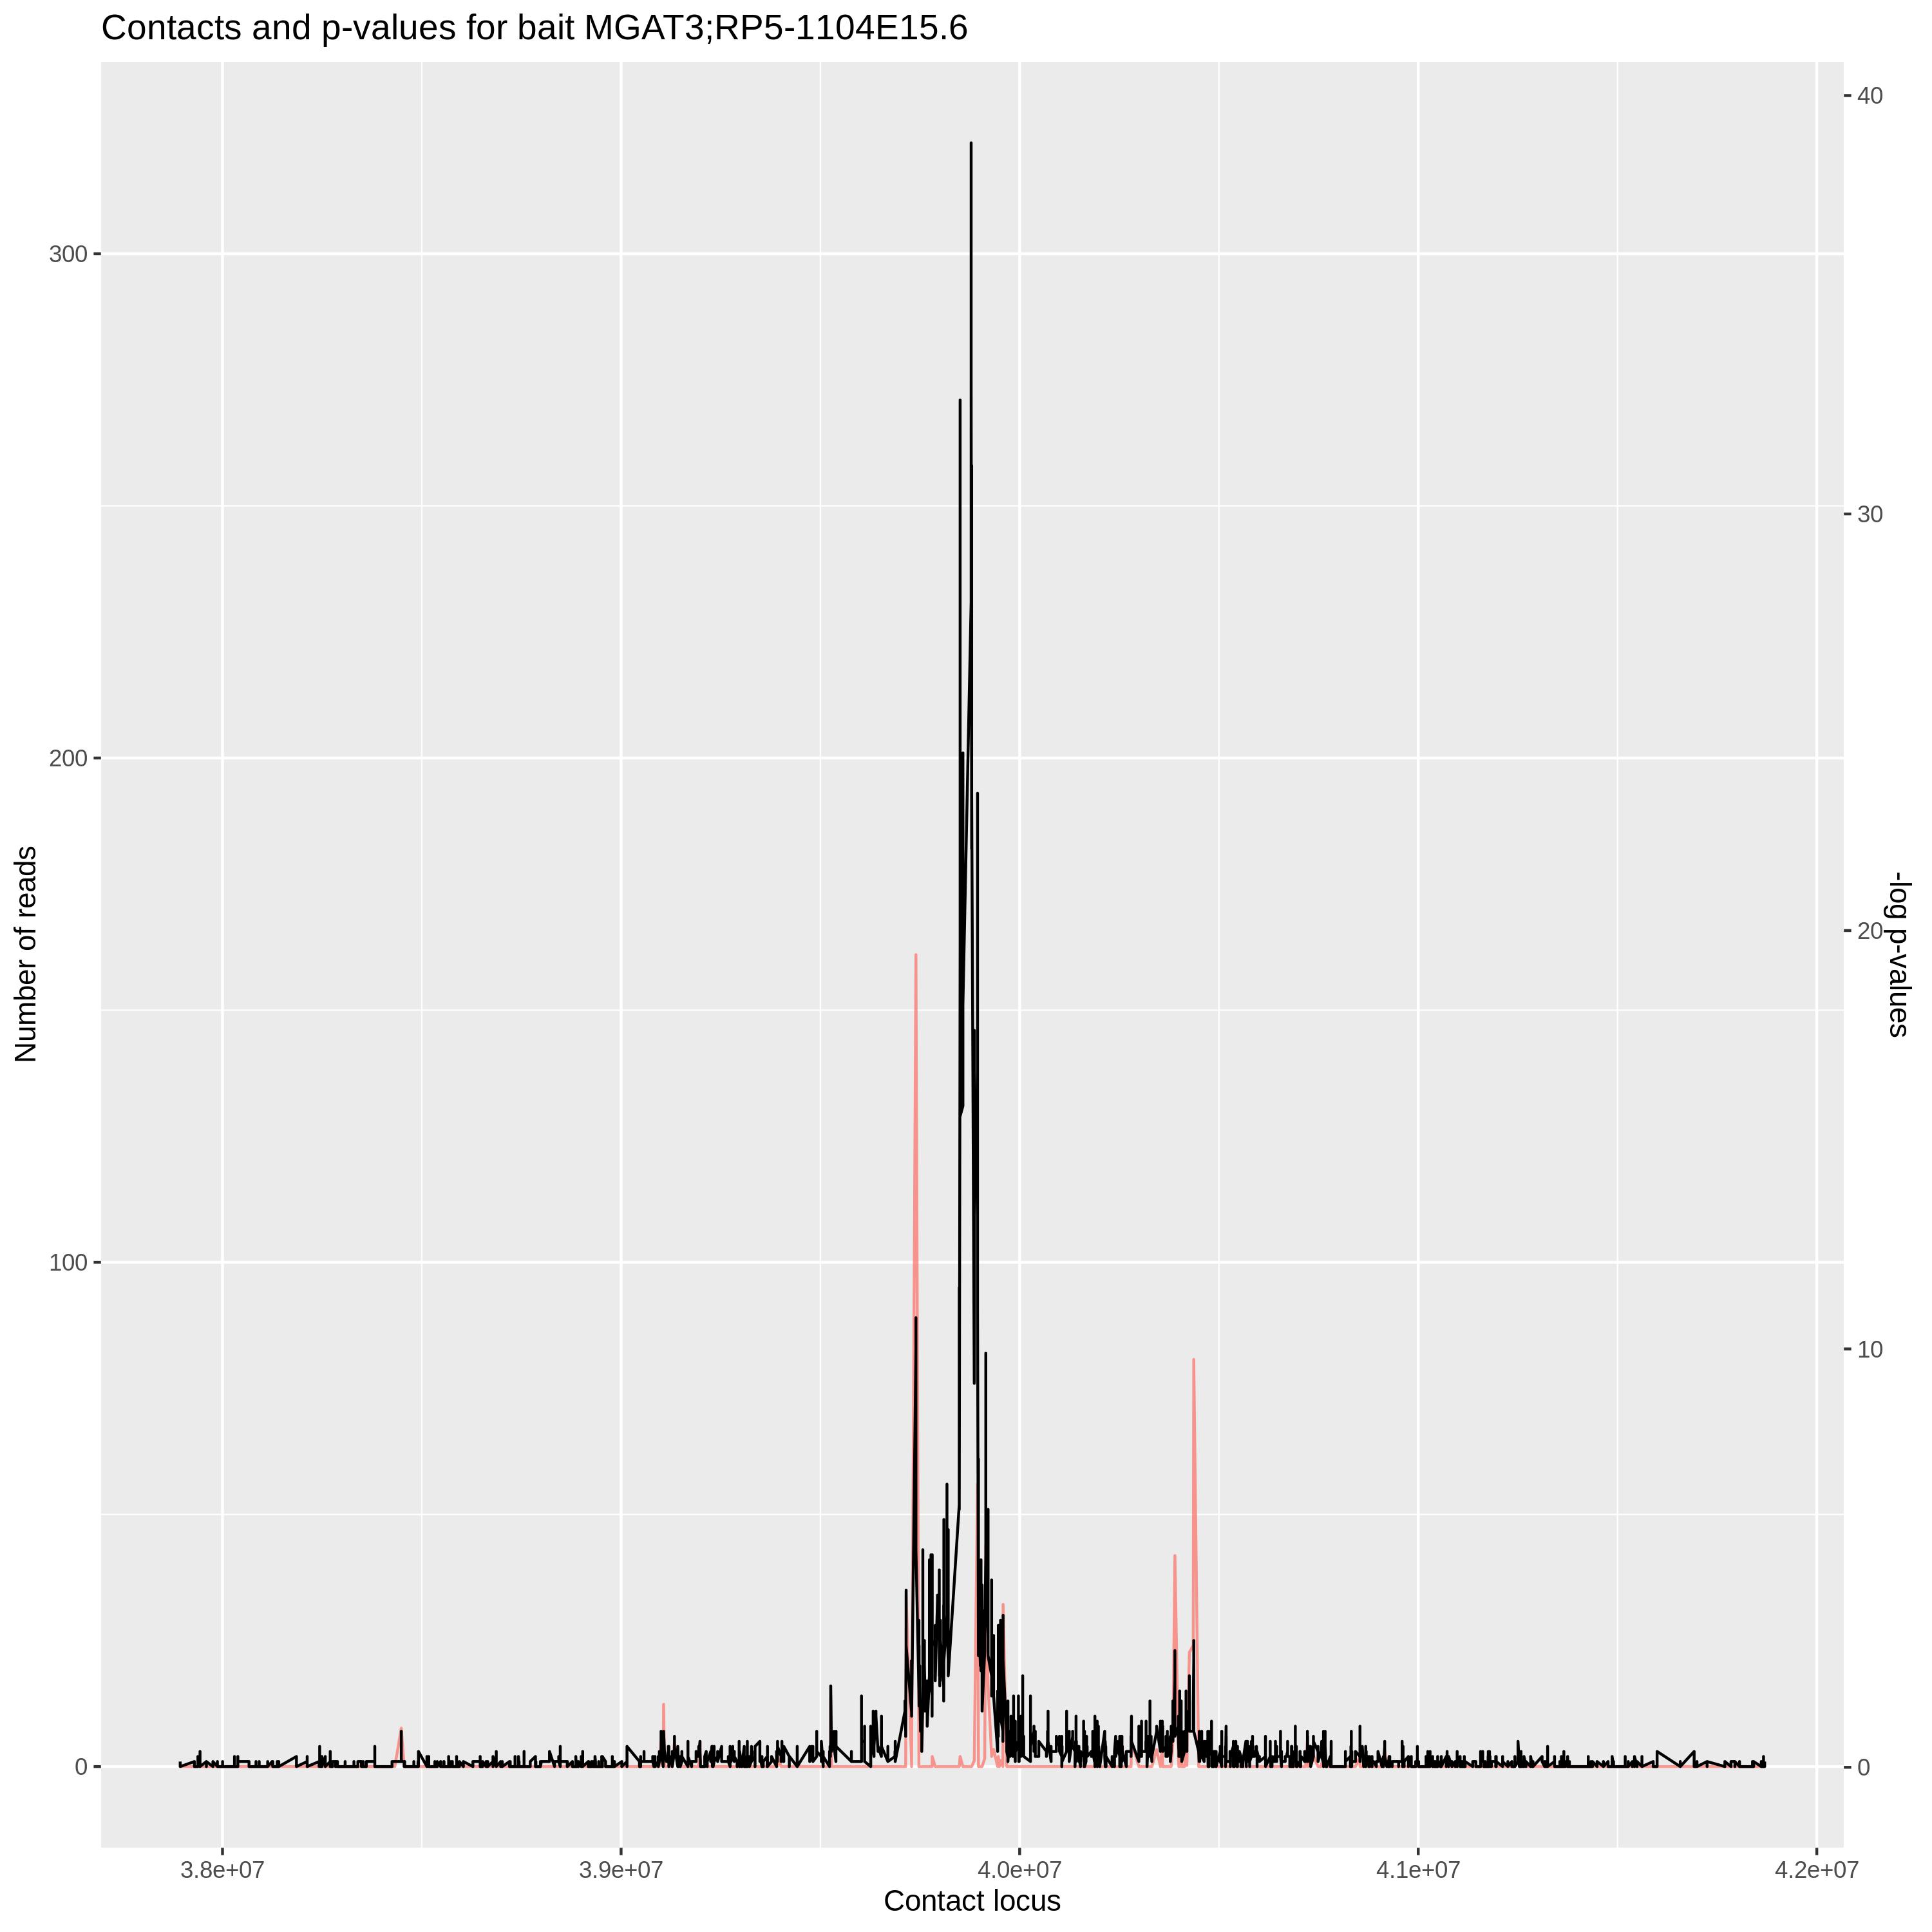 Contacts and p-values for bait MGAT3;RP5-1104E15.6
40
300
30
200
Number of reads
-log p-values
20
100
10
0
0
3.8e+07
3.9e+07
4.0e+07
4.1e+07
4.2e+07
Contact locus